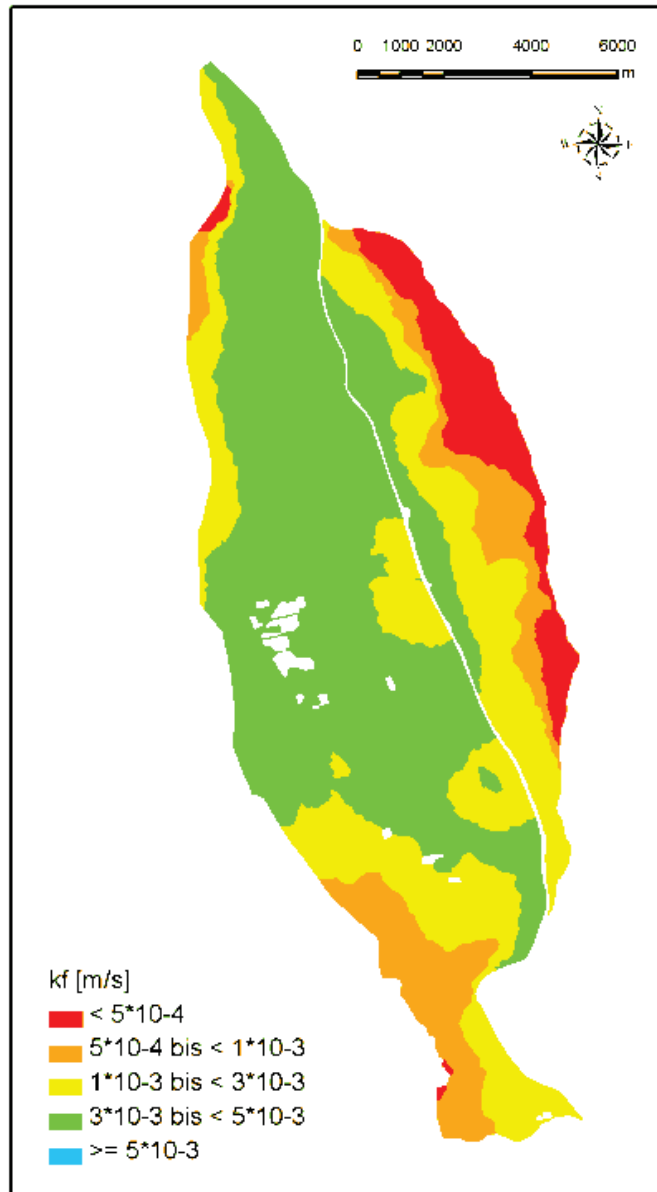 0 1000 2000 4000 6000
m
N
W E
S
kf [m/s]
< 5*10-4
5*10-4 bis < 1*10-3
1*10-3 bis < 3*10-3
3*10-3 bis < 5*10-3
>= 5*10-3